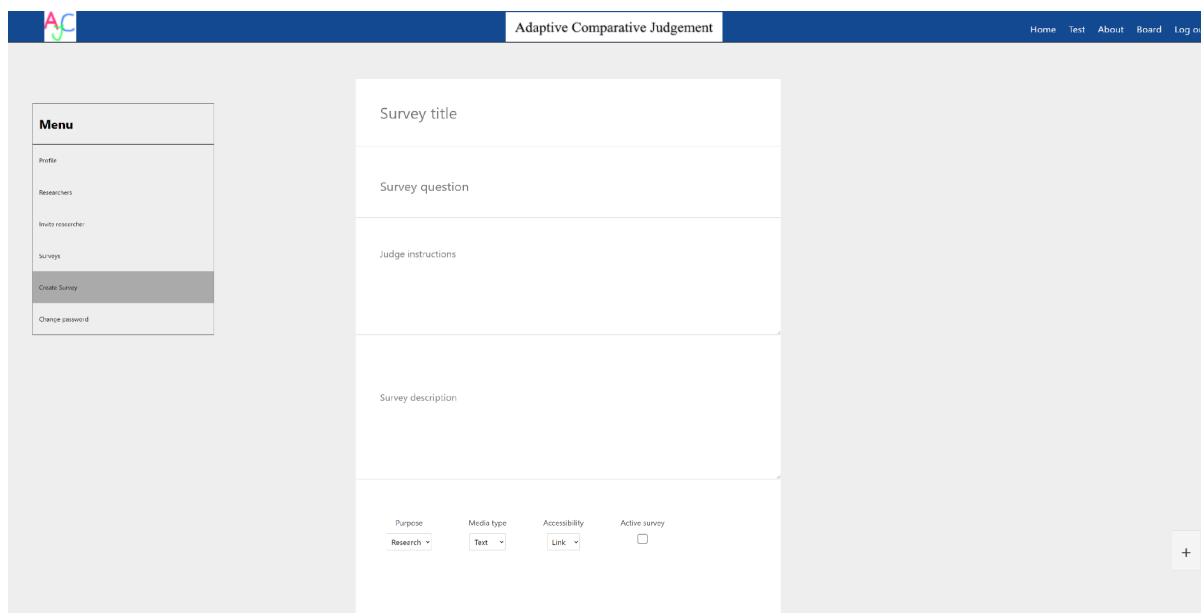 AJC
Adaptive Comparative Judgement
Home Test About Board Log ou
Menu
Profile
Researchers
Invite researcher
Surveys
Create Survey
Change password
Survey title
Survey question
Judge instructions
Survey description
Purpose Media type Accessibility Active survey
Research Text Link
+